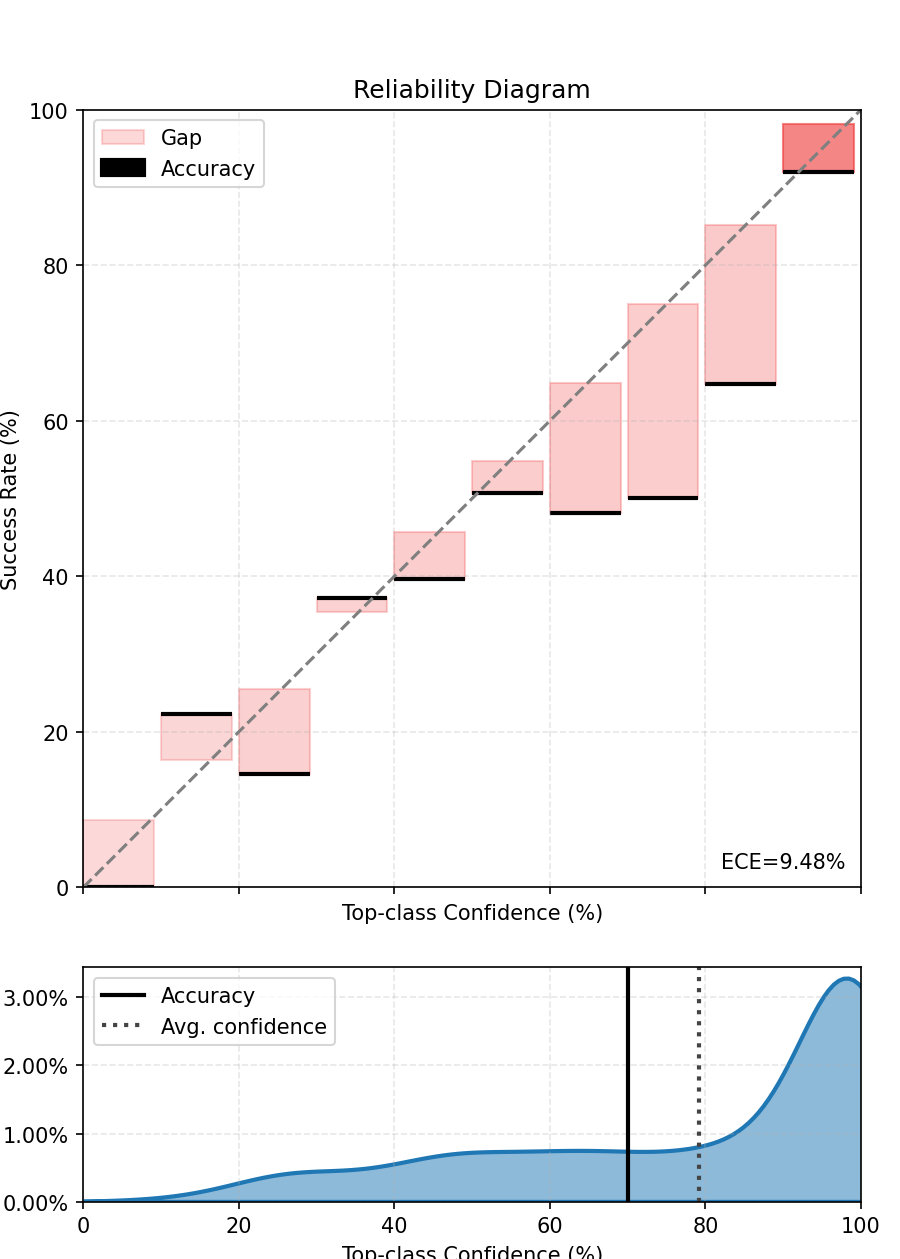 Reliability Diagram
100
80
60
40
20
0
Success Rate (%)
Gap
Accuracy
ECE=9.48%
Top-class Confidence (%)
3.00%
2.00%
1.00%
0.00%
Accuracy
Avg. confidence
0 20 40 60 80 100
Top-class Confidence (%)